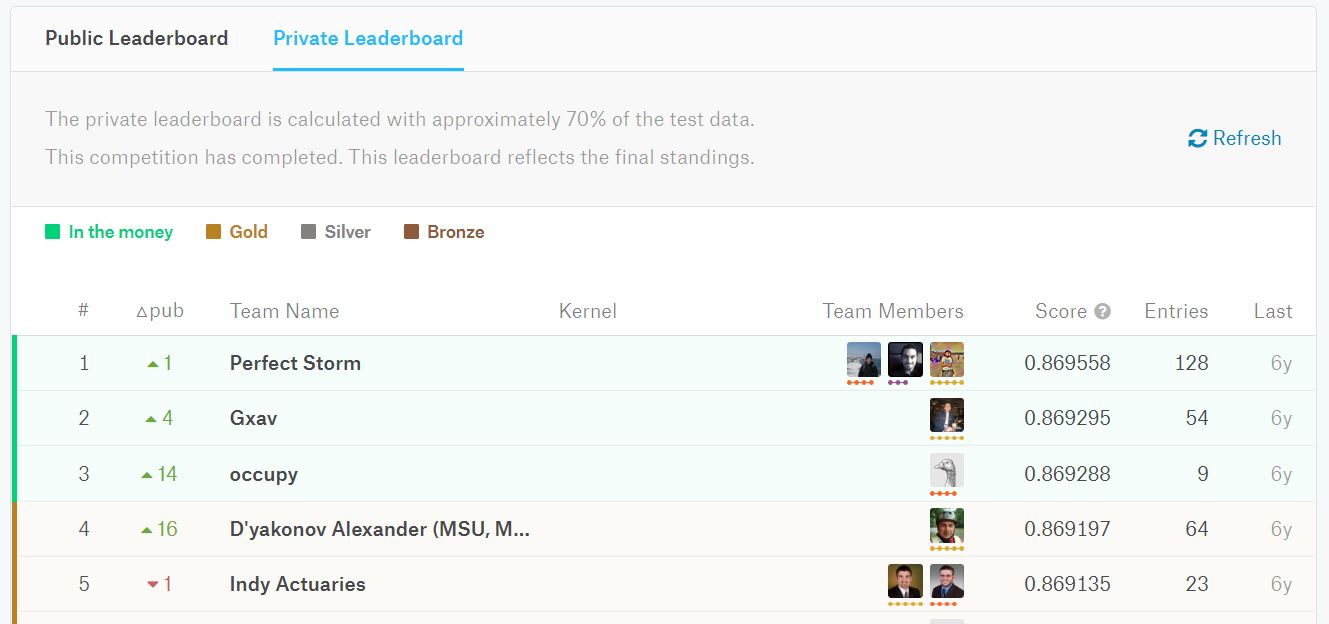 Public Leaderboard Private Leaderboard
The private leaderboard is calculated with approximately 70% of the test data.
This competition has completed. This leaderboard reflects the final standings.
Refresh
In the money Gold Silver Bronze
# △pub Team Name Kernel Team Members Score ? Entries Last
1 ▲1 Perfect Storm 0.869558 128 6y
2 ▲4 Gxav 0.869295 54 6y
3 ▲14 occupy 0.869288 9 6y
4 ▲16 D'yakonov Alexander (MSU, M... 0.869197 64 6y
5 ▼1 Indy Actuaries 0.869135 23 6y